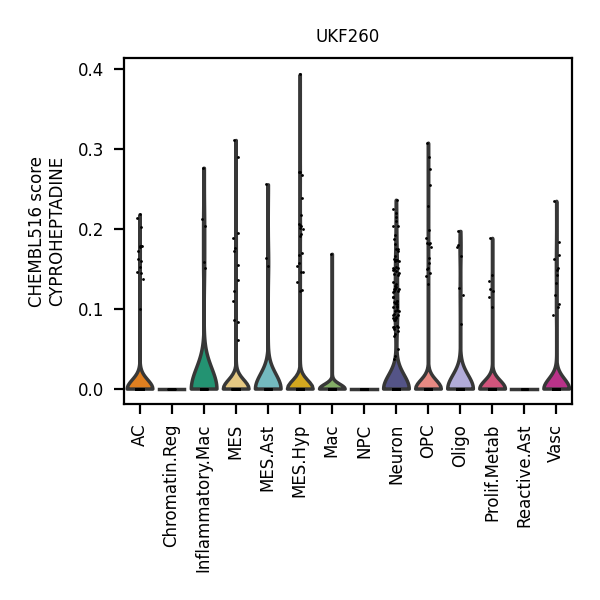 UKF260
CHEMBL516 score
CYPROHEPTADINE
0.4
0.3
0.2
0.1
0.0
AC
Chromatin.Reg
Inflammatory.Mac
MES
MES.Ast
MES.Hyp
Mac
NPC
Neuron
OPC
Oligo
Prolif.Metab
Reactive.Ast
Vasc